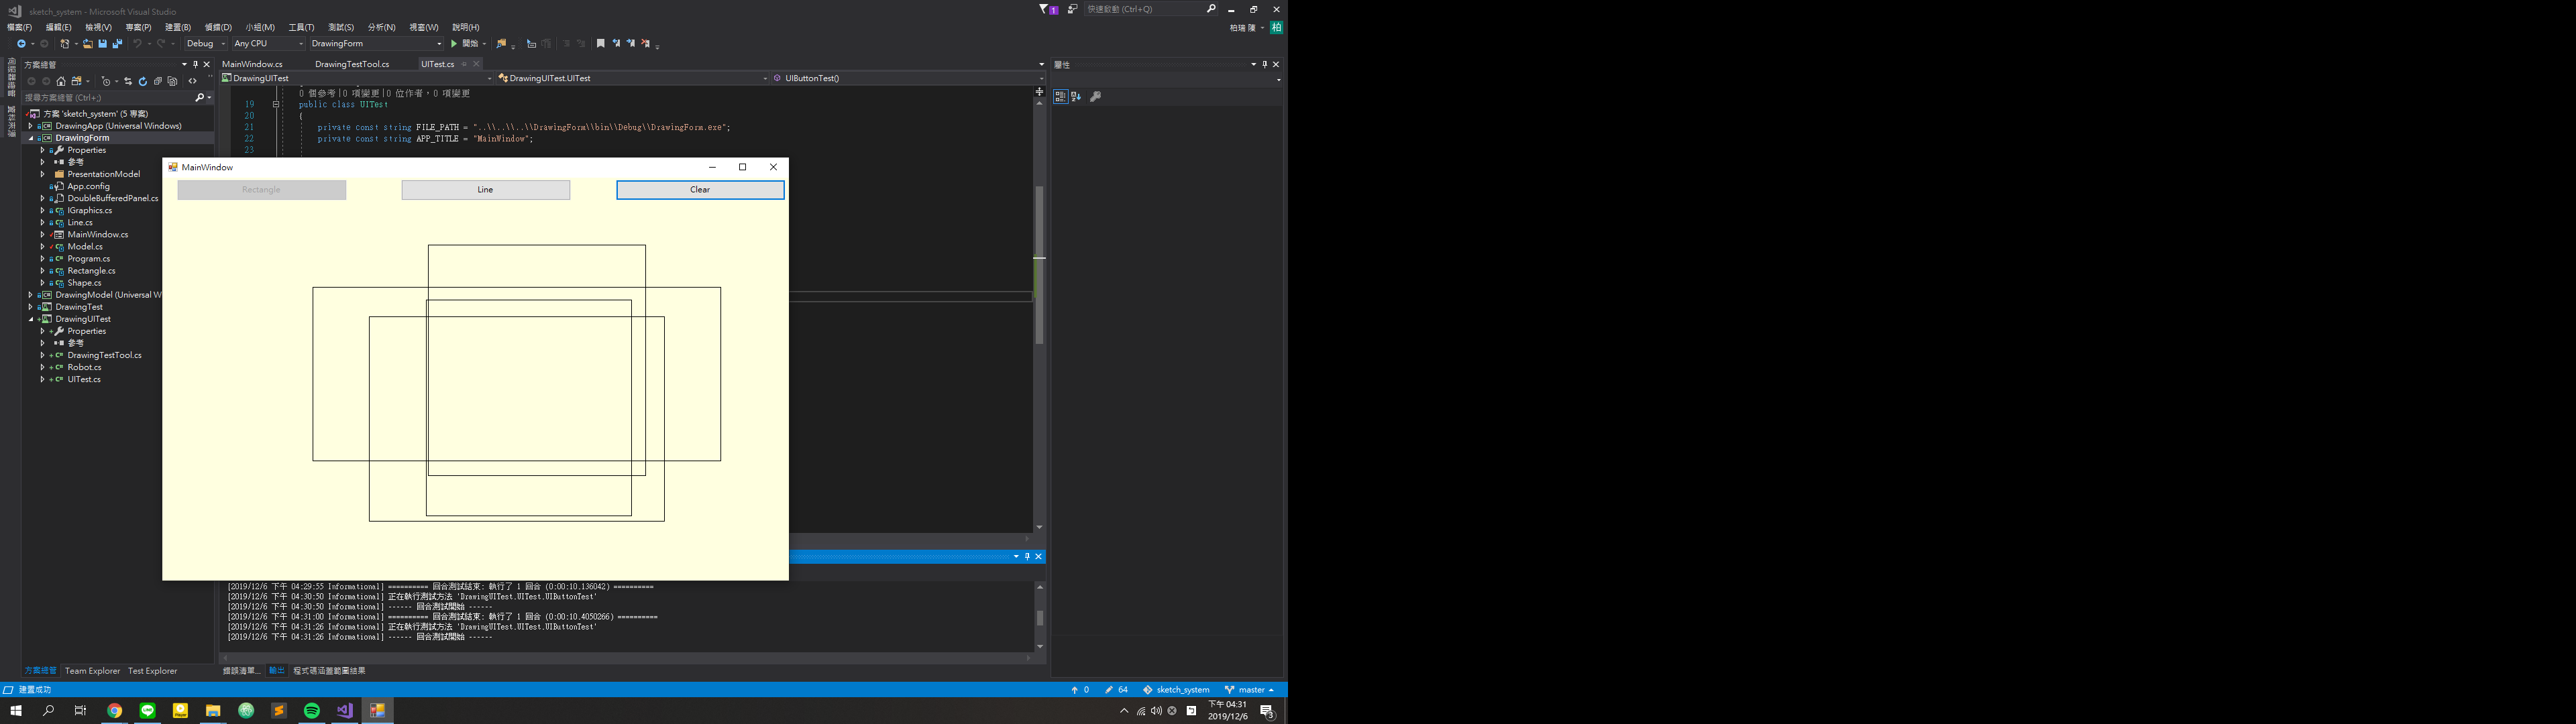 sketch_system - Microsoft Visual Studio
1
快速啟動 (Ctrl+Q)
檔案(F) 編輯(E) 檢視(V) 專案(P) 建置(B) 偵錯(D) 小組(M) 工具(T) 測試(S) 分析(N) 視窗(W) 說明(H)
柏瑞 陳 柏
Debug Any CPU DrawingForm 開始
方案總管
MainWindow.cs DrawingTestTool.cs UITest.cs
屬性
DrawingUITest DrawingUITest.UITest UIButtonTest()
搜尋方案總管 (Ctrl+;)
0 個參考|0 項變更|0 位作者，0 項變更
19 public class UITest
20 {
21 private const string FILE_PATH = "..\\..\\..\\DrawingForm\\bin\\Debug\\DrawingForm.exe";
22 private const string APP_TITLE = "MainWindow";
23
方案 'sketch_system' (5 專案)
DrawingApp (Universal Windows)
DrawingForm
Properties
參考
PresentationModel
App.config
DoubleBufferedPanel.cs
IGraphics.cs
Line.cs
MainWindow.cs
Model.cs
Program.cs
Rectangle.cs
Shape.cs
DrawingModel (Universal W
DrawingTest
DrawingUITest
Properties
參考
DrawingTestTool.cs
Robot.cs
UITest.cs
MainWindow
Rectangle Line Clear
[2019/12/6 下午 04:29:55 Informational] ========== 回合測試結束: 執行了 1 回合 (0:00:10.136042) ==========
[2019/12/6 下午 04:30:50 Informational] 正在執行測試方法 'DrawingUITest.UITest.UIButtonTest'
[2019/12/6 下午 04:30:50 Informational] ------ 回合測試開始 ------
[2019/12/6 下午 04:31:00 Informational] ========== 回合測試結束: 執行了 1 回合 (0:00:10.4050266) ==========
[2019/12/6 下午 04:31:26 Informational] 正在執行測試方法 'DrawingUITest.UITest.UIButtonTest'
[2019/12/6 下午 04:31:26 Informational] ------ 回合測試開始 ------
方案總管 Team Explorer Test Explorer
錯誤清單... 輸出 程式碼涵蓋範圍結果
建置成功
0 64 sketch_system master
下午 04:31
2019/12/6
3